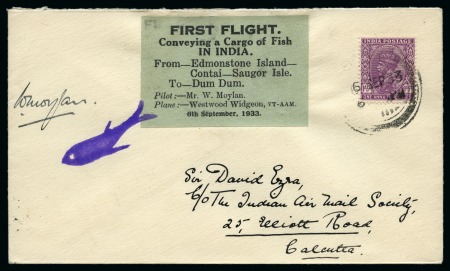 FIRST FLIGHT.
Conveying a Cargo of Fish
IN INDIA.
From—Edmonstone Island—
Contai—Saugor Isle.
To—Dum Dum.
Pilot:—Mr. W. Moylan.
Plane:—Westwood Widgeon, VT-AAM.
6th September, 1933.
INDIA POSTAGE
WMoylan.
Sir David Ezra,
C/o The Indian Air Mail Society,
25, Elliott Road,
Calcutta.